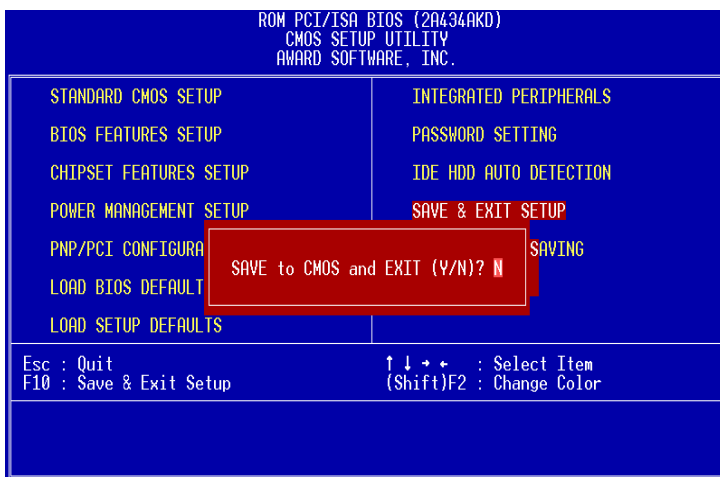 ROM PCI/ISA BIOS (2A434AKD)
CMOS SETUP UTILITY
AWARD SOFTWARE, INC.
STANDARD CMOS SETUP
BIOS FEATURES SETUP
CHIPSET FEATURES SETUP
POWER MANAGEMENT SETUP
PNP/PCI CONFIGURA
LOAD BIOS DEFAULT
LOAD SETUP DEFAULTS
INTEGRATED PERIPHERALS
PASSWORD SETTING
IDE HDD AUTO DETECTION
SAVE & EXIT SETUP
SAVING
SAVE to CMOS and EXIT (Y/N)? N
Esc : Quit
F10 : Save & Exit Setup
↑ ↓ → ← : Select Item
(Shift)F2 : Change Color